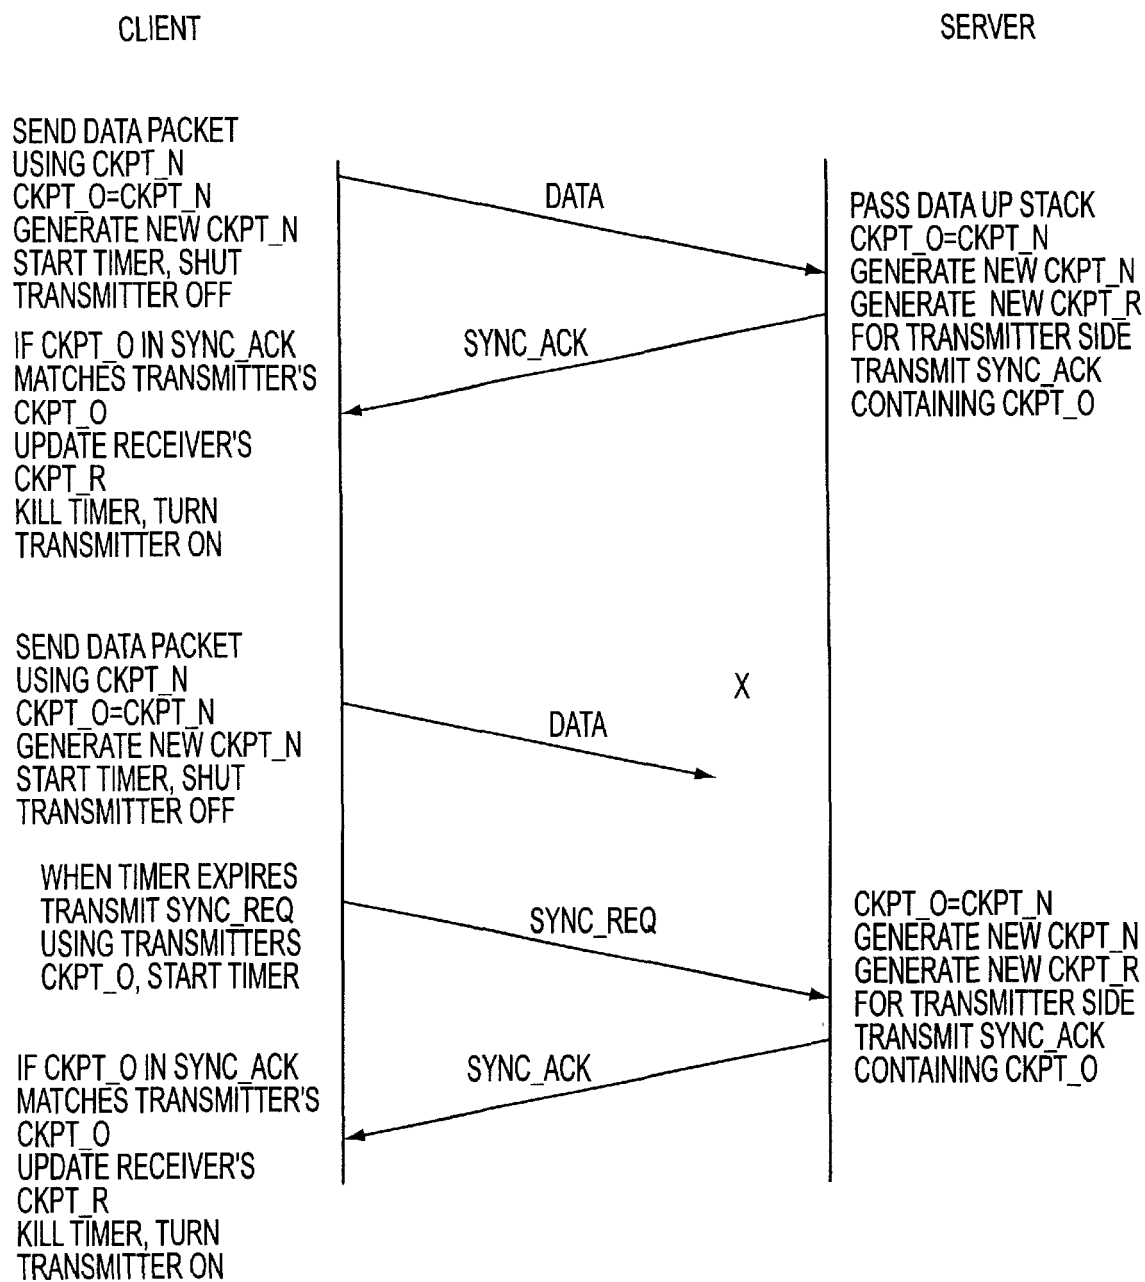 CLIENT
SERVER
SEND DATA PACKET
USING CKPT_N
CKPT_O=CKPT_N
GENERATE NEW CKPT_N
START TIMER, SHUT
TRANSMITTER OFF
DATA
PASS DATA UP STACK
CKPT_O=CKPT_N
GENERATE NEW CKPT_N
GENERATE NEW CKPT_R
FOR TRANSMITTER SIDE
TRANSMIT SYNC_ACK
CONTAINING CKPT_O
SYNC_ACK
IF CKPT_O IN SYNC_ACK
MATCHES TRANSMITTER'S
CKPT_O
UPDATE RECEIVER'S
CKPT_R
KILL TIMER, TURN
TRANSMITTER ON
SEND DATA PACKET
USING CKPT_N
CKPT_O=CKPT_N
GENERATE NEW CKPT_N
START TIMER, SHUT
TRANSMITTER OFF
DATA
X
WHEN TIMER EXPIRES
TRANSMIT SYNC_REQ
USING TRANSMITTERS
CKPT_O, START TIMER
SYNC_REQ
CKPT_O=CKPT_N
GENERATE NEW CKPT_N
GENERATE NEW CKPT_R
FOR TRANSMITTER SIDE
TRANSMIT SYNC_ACK
CONTAINING CKPT_O
SYNC_ACK
IF CKPT_O IN SYNC_ACK
MATCHES TRANSMITTER'S
CKPT_O
UPDATE RECEIVER'S
CKPT_R
KILL TIMER, TURN
TRANSMITTER ON